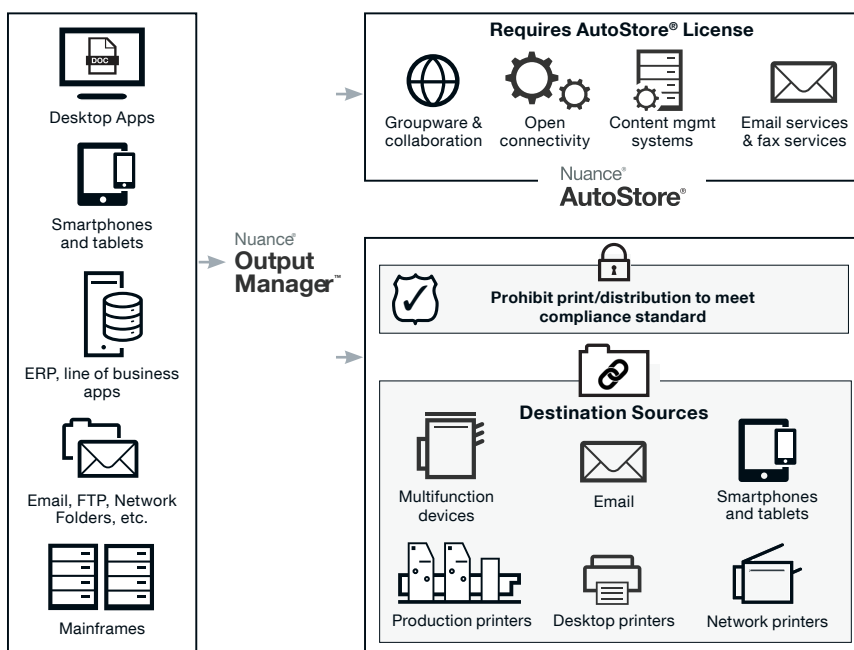 DOC
Desktop Apps
Smartphones
and tablets
ERP, line of business
apps
Email, FTP, Network
Folders, etc.
Mainframes
Nuance®
Output
Manager™
Requires AutoStore® License
Groupware &
collaboration
Open
connectivity
Content mgmt
systems
Email services
& fax services
Nuance®
AutoStore®
Prohibit print/distribution to meet
compliance standard
Destination Sources
Multifunction
devices
Email
Smartphones
and tablets
Production printers
Desktop printers
Network printers